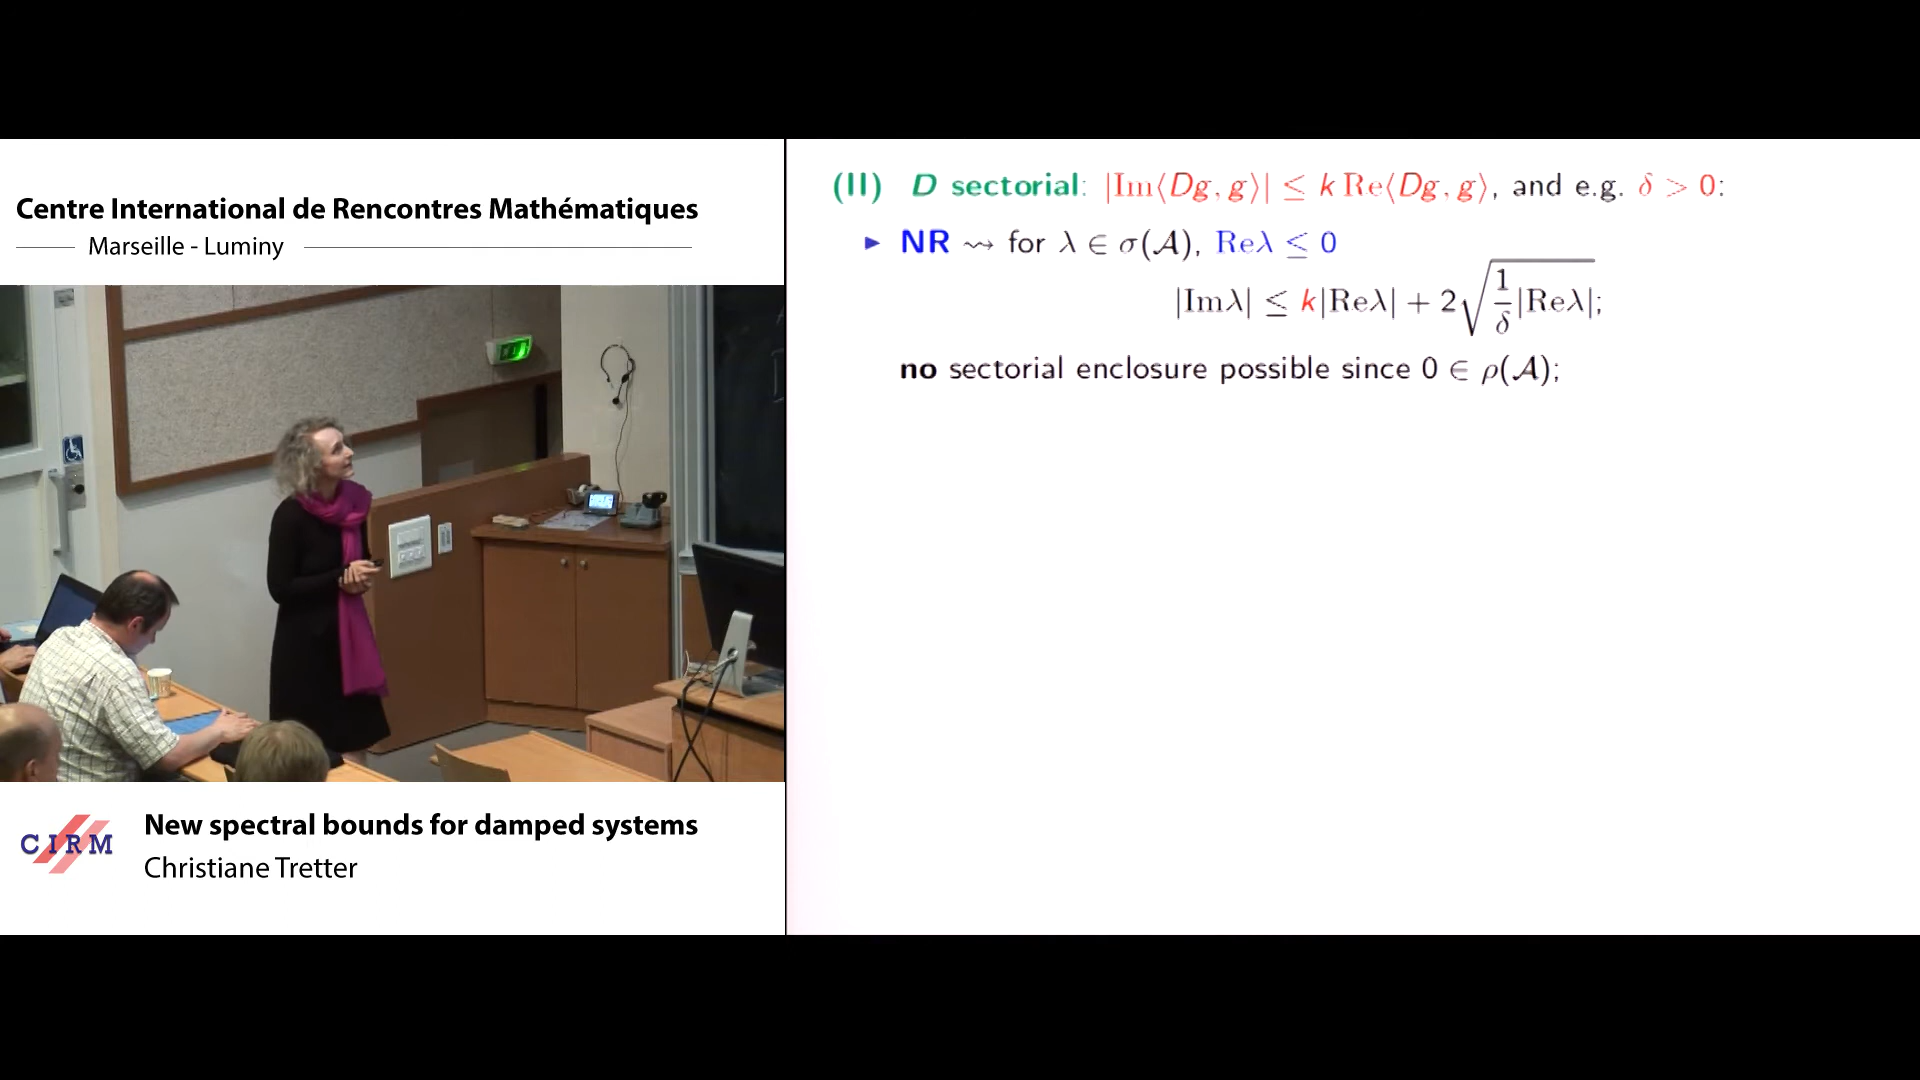 Centre International de Rencontres Mathématiques
Marseille - Luminy
CIRM
New spectral bounds for damped systems
Christiane Tretter
(II) D sectorial: |Im⟨Dg, g⟩| ≤ k Re⟨Dg, g⟩, and e.g. δ > 0:
▸ NR ⇝ for λ ∈ σ(𝒜), Reλ ≤ 0
|Imλ| ≤ k|Reλ| + 2√(1/δ |Reλ|);
no sectorial enclosure possible since 0 ∈ ρ(𝒜);